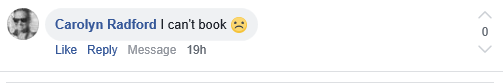 Carolyn Radford I can't book ☹️
0
Like Reply Message 19h